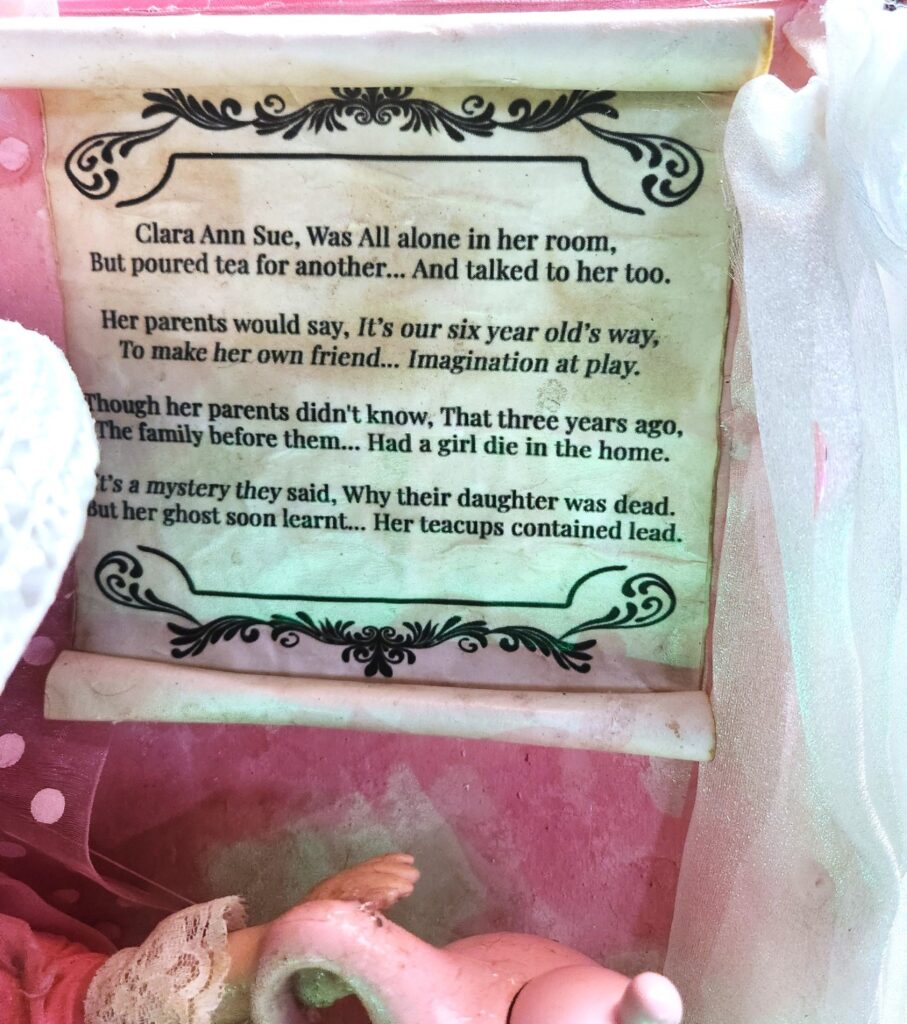 Clara Ann Sue, Was All alone in her room,
But poured tea for another... And talked to her too.
Her parents would say, It's our six year old's way,
To make her own friend... Imagination at play.
Though her parents didn't know, That three years ago,
The family before them... Had a girl die in the home.
It's a mystery they said, Why their daughter was dead.
But her ghost soon learnt... Her teacups contained lead.